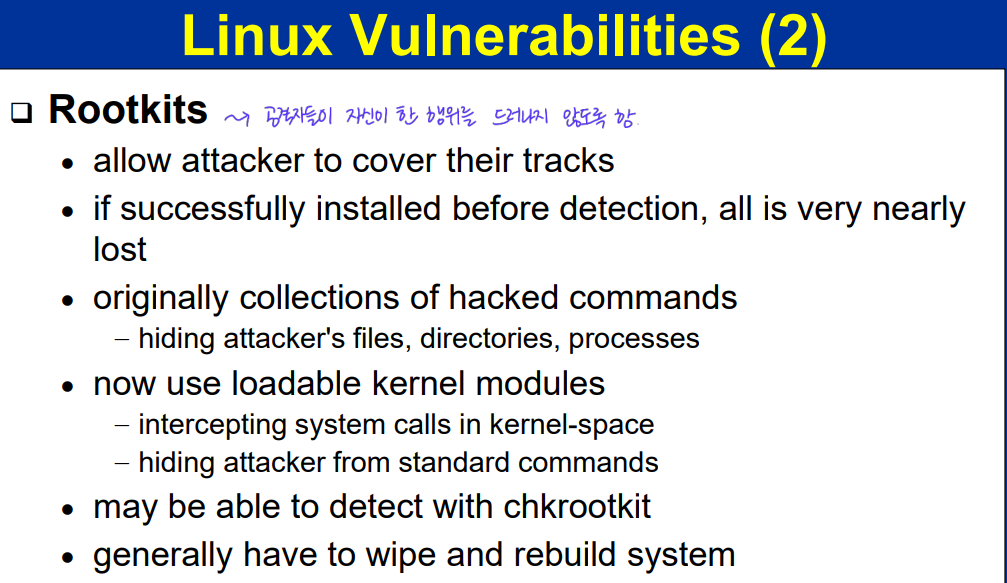 Linux Vulnerabilities (2)
Rootkits ⤳ 공격자들이 자신이 한 행위를 드러내지 않도록 함.
• allow attacker to cover their tracks
• if successfully installed before detection, all is very nearly
lost
• originally collections of hacked commands
– hiding attacker's files, directories, processes
• now use loadable kernel modules
– intercepting system calls in kernel-space
– hiding attacker from standard commands
• may be able to detect with chkrootkit
• generally have to wipe and rebuild system